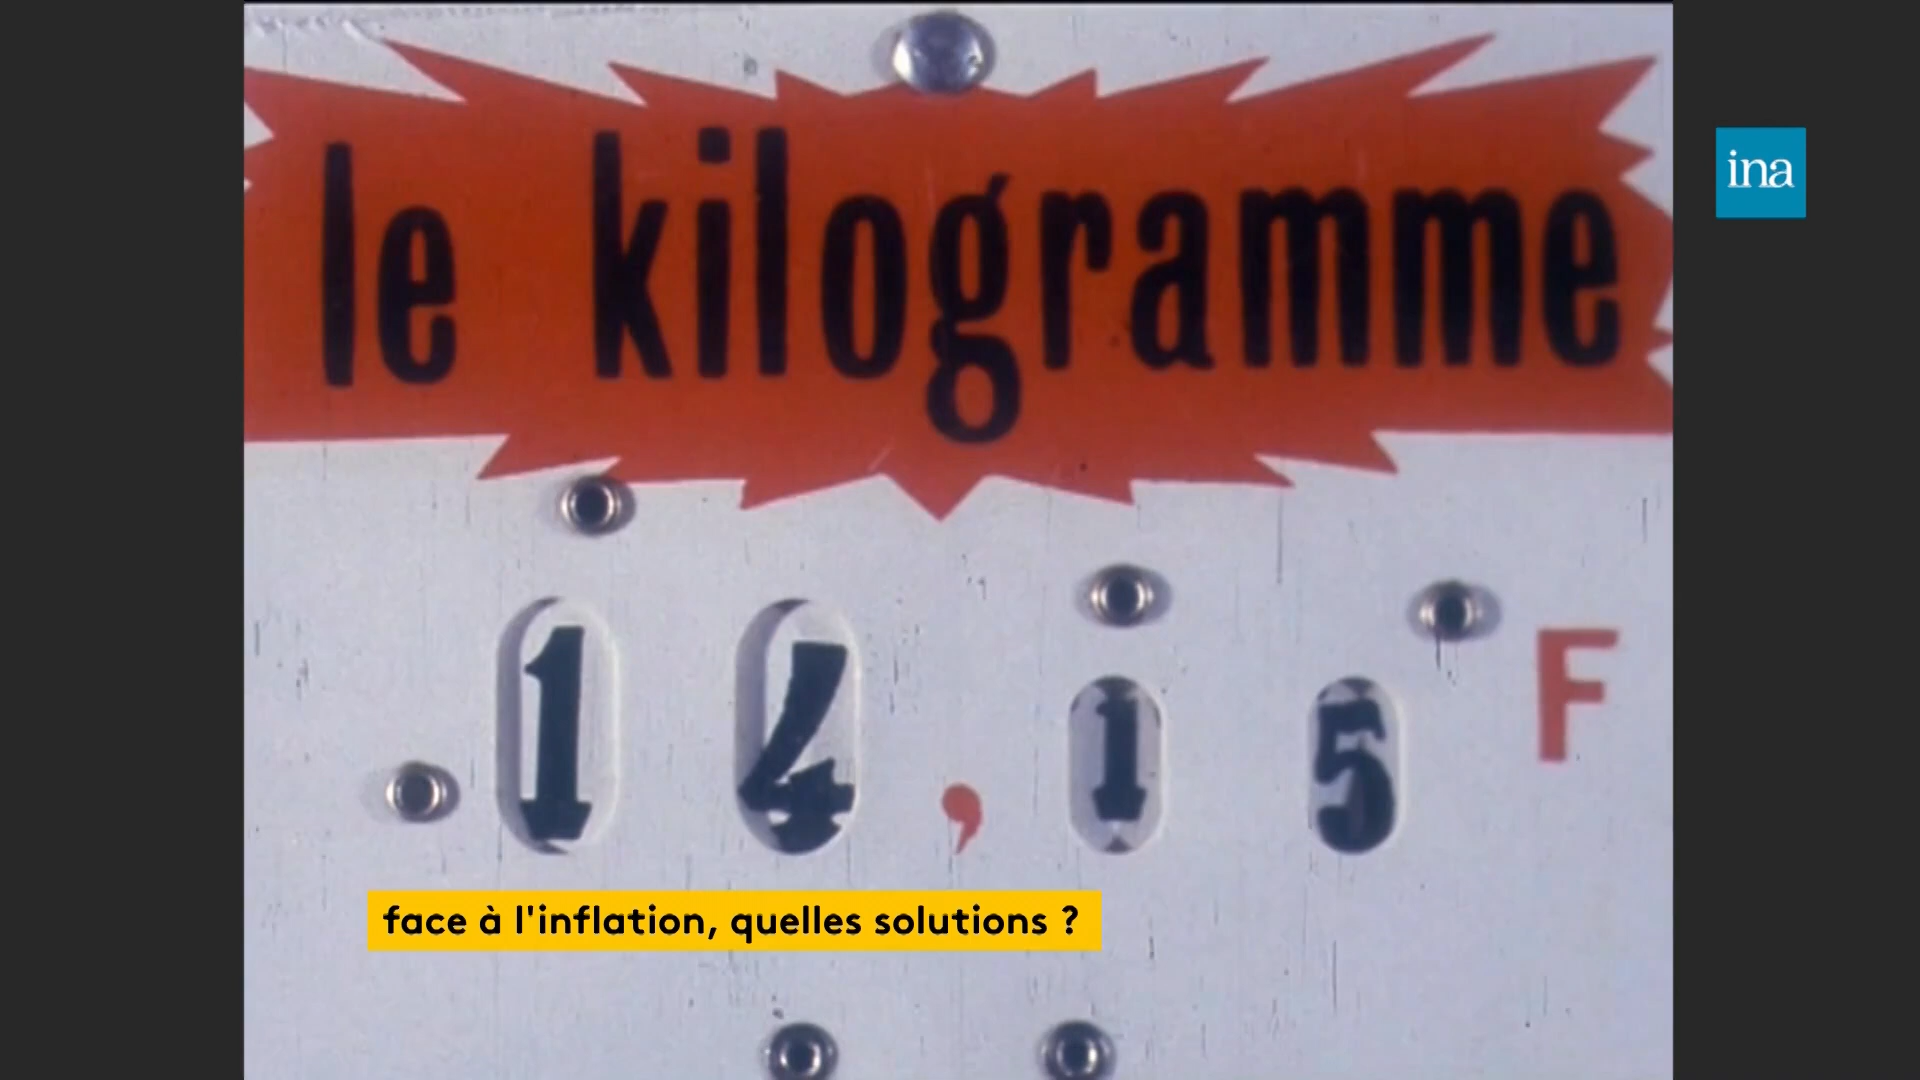 ina
le kilogramme
14,15 F
face à l'inflation, quelles solutions ?